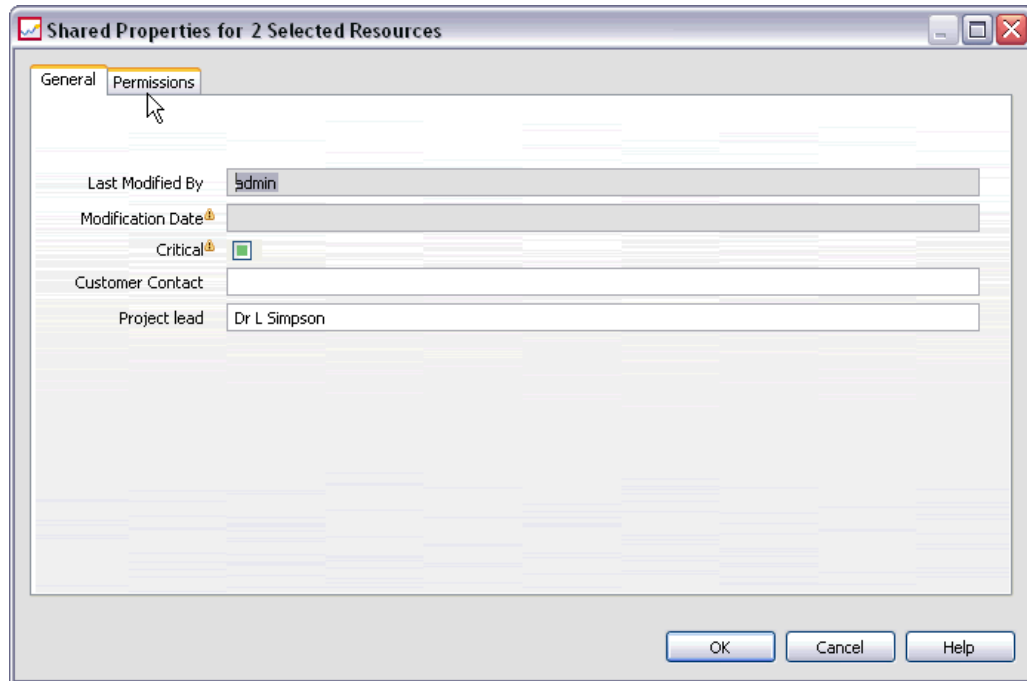 Shared Properties for 2 Selected Resources
General Permissions
Last Modified By admin
Modification Date
Critical
Customer Contact
Project lead Dr L Simpson
OK Cancel Help